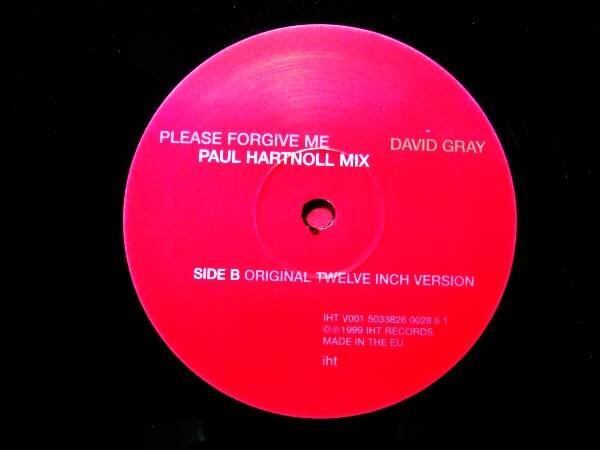 PLEASE FORGIVE ME DAVID GRAY
PAUL HARTNOLL MIX
SIDE B ORIGINAL TWELVE INCH VERSION
IHT V001 5033826 0028 6 1
©℗ 1999 IHT RECORDS
MADE IN THE EU
iht